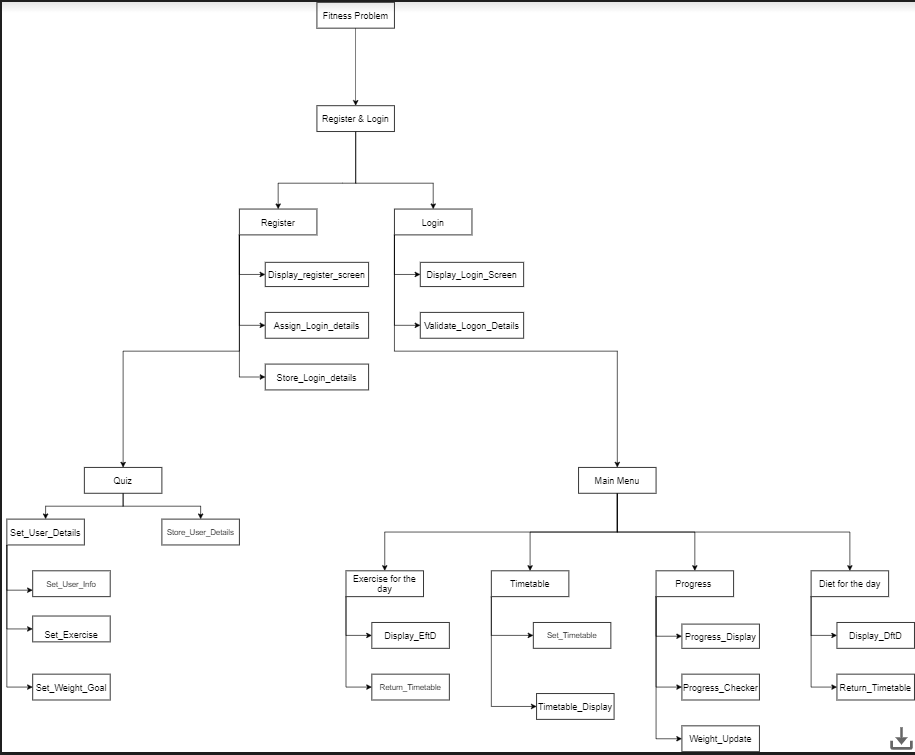 Fitness Problem
Register & Login
Register
Login
Display_register_screen
Display_Login_Screen
Assign_Login_details
Validate_Logon_Details
Store_Login_details
Quiz
Main Menu
Set_User_Details
Store_User_Details
Exercise for the
day
Timetable
Progress
Diet for the day
Set_User_Info
Set_Exercise
Display_EftD
Set_Timetable
Progress_Display
Display_DftD
Set_Weight_Goal
Return_Timetable
Progress_Checker
Return_Timetable
Timetable_Display
Weight_Update